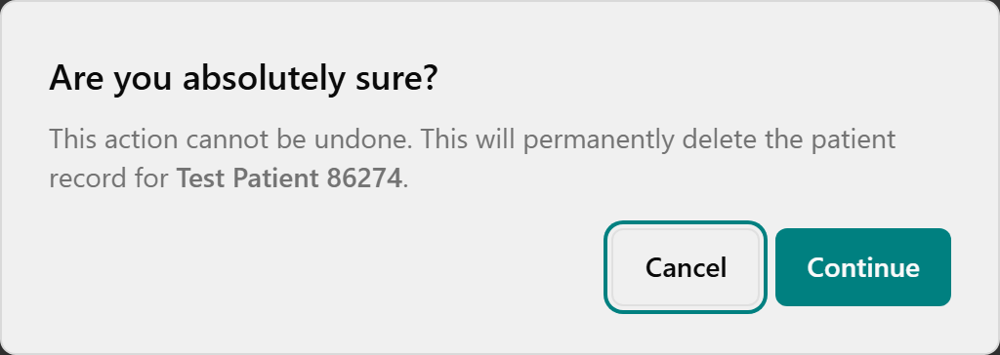 Are you absolutely sure?
This action cannot be undone. This will permanently delete the patient
record for Test Patient 86274.
Cancel
Continue